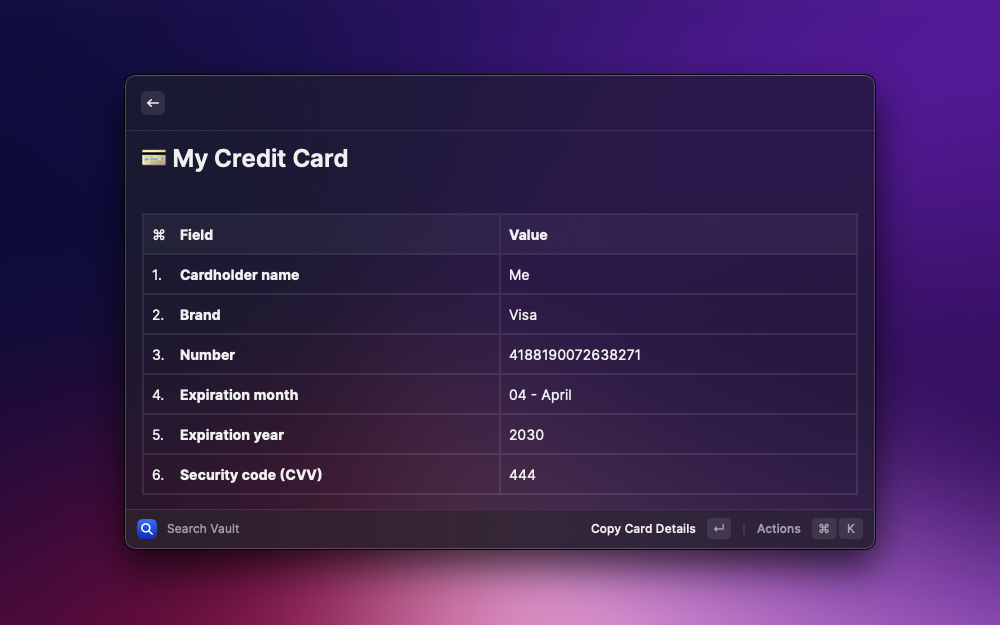 My Credit Card
⌘ Field Value
1. Cardholder name Me
2. Brand Visa
3. Number 4188190072638271
4. Expiration month 04 - April
5. Expiration year 2030
6. Security code (CVV) 444
Search Vault Copy Card Details ↵ | Actions ⌘ K